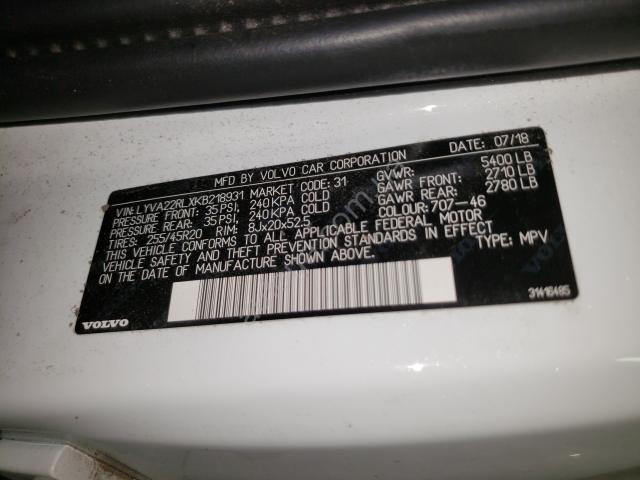 MFD BY VOLVO CAR CORPORATION DATE: 07/18
VIN: LYVA22RLXKB218931 MARKET CODE: 31 GVWR: 5400 LB
PRESSURE FRONT: 35 PSI, 240 KPA COLD GAWR FRONT: 2710 LB
PRESSURE REAR: 35 PSI, 240 KPA COLD GAWR REAR: 2780 LB
TIRES: 255/45R20 RIM: 8Jx20x52.5 COLOUR: 707-46
THIS VEHICLE CONFORMS TO ALL APPLICABLE FEDERAL MOTOR
VEHICLE SAFETY AND THEFT PREVENTION STANDARDS IN EFFECT
ON THE DATE OF MANUFACTURE SHOWN ABOVE. TYPE: MPV
VOLVO 31416485